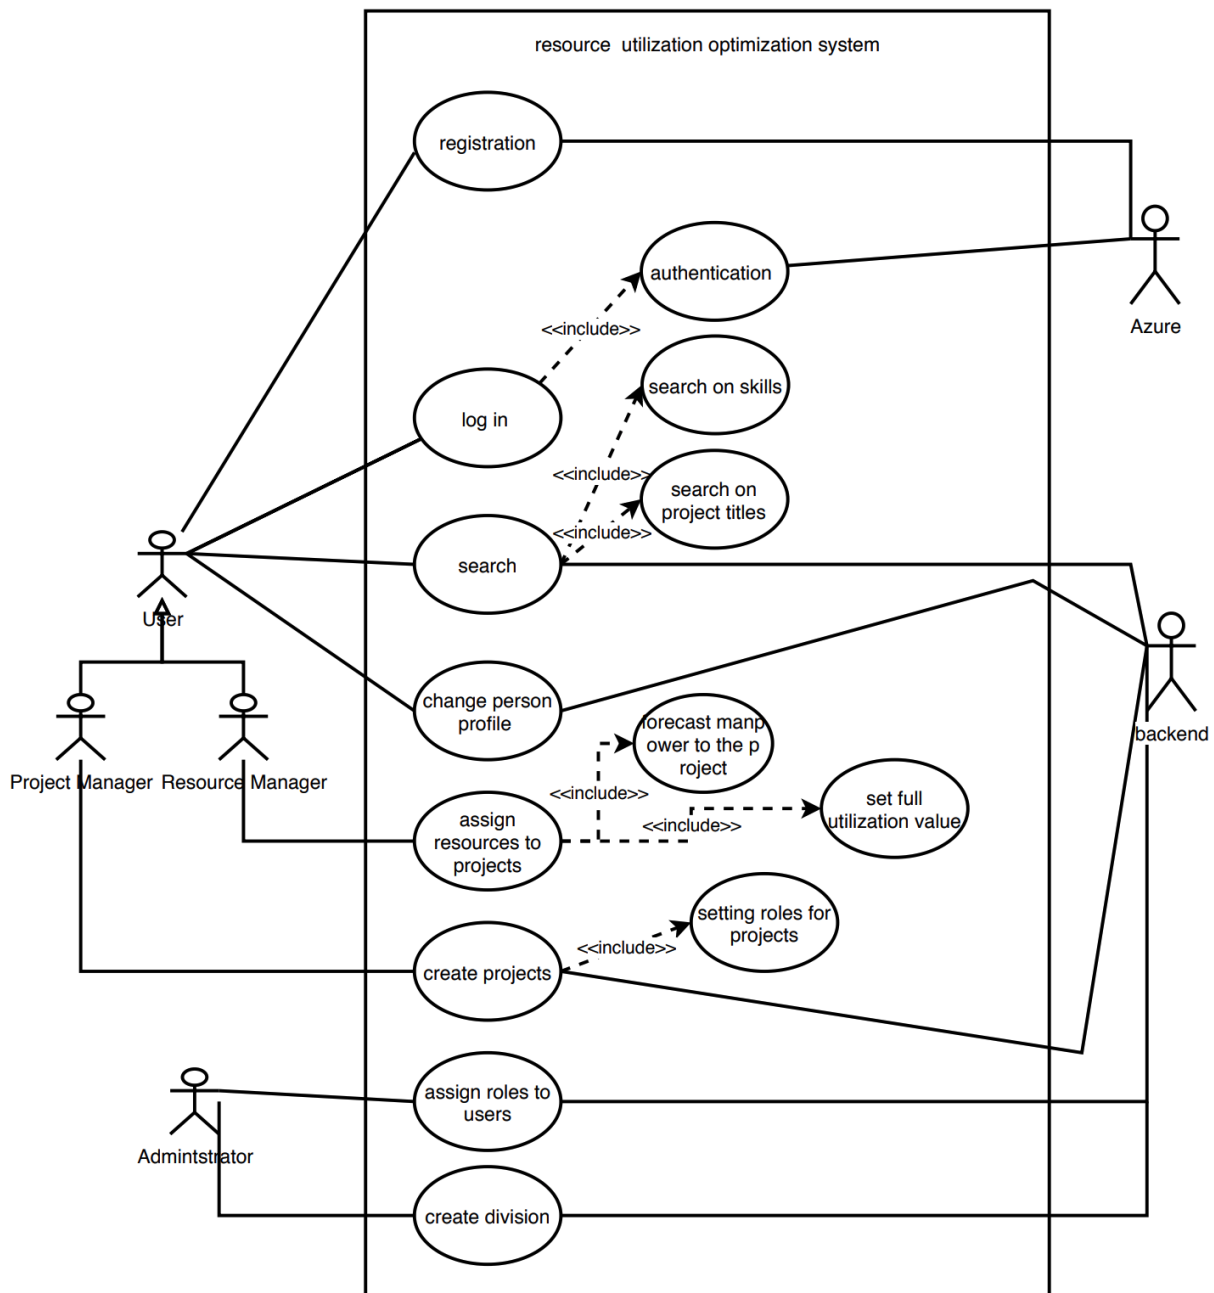 resource  utilization optimization system
registration
authentication
<<include>>
Azure
search on skills
log in
<<include>>
search on
project titles
<<include>>
search
User
change person
profile
forecast manp
ower to the p
roject
backend
Project Manager
Resource Manager
<<include>>
set full
utilization value
<<include>>
assign
resources to
projects
setting roles for
projects
<<include>>
create projects
assign roles to
users
Admintstrator
create division